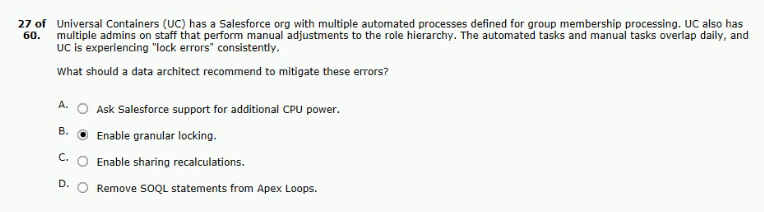 27 of Universal Containers (UC) has a Salesforce org with multiple automated processes defined for group membership processing. UC also has
60. multiple admins on staff that perform manual adjustments to the role hierarchy. The automated tasks and manual tasks overlap daily, and
UC is experiencing "lock errors" consistently.
What should a data architect recommend to mitigate these errors?
A. Ask Salesforce support for additional CPU power.
B. Enable granular locking.
C. Enable sharing recalculations.
D. Remove SOQL statements from Apex Loops.